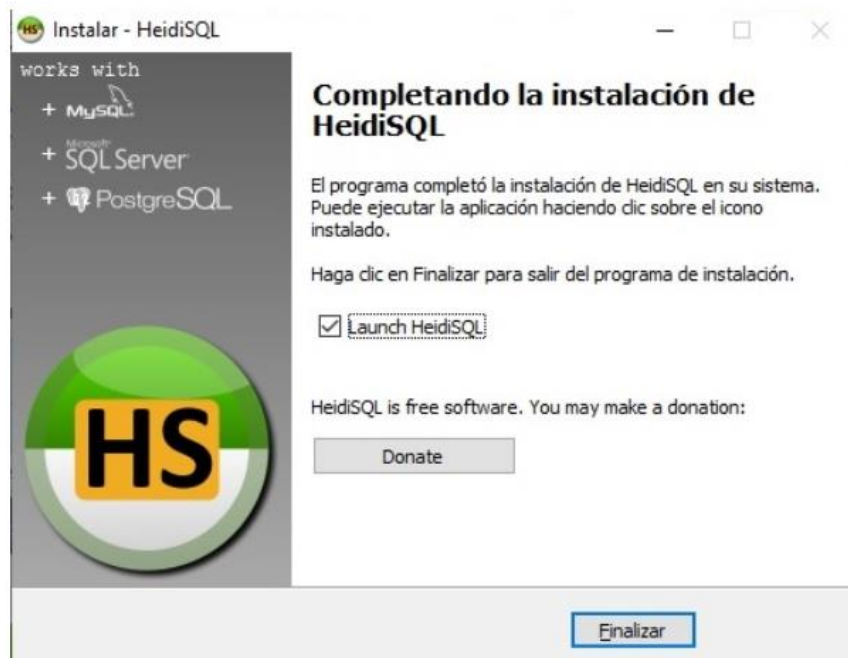 Instalar - HeidiSQL
works with
+ MySQL
+ Microsoft SQL Server
+ PostgreSQL
HS
Completando la instalación de
HeidiSQL
El programa completó la instalación de HeidiSQL en su sistema.
Puede ejecutar la aplicación haciendo clic sobre el icono
instalado.
Haga clic en Finalizar para salir del programa de instalación.
Launch HeidiSQL
HeidiSQL is free software. You may make a donation:
Donate
Finalizar